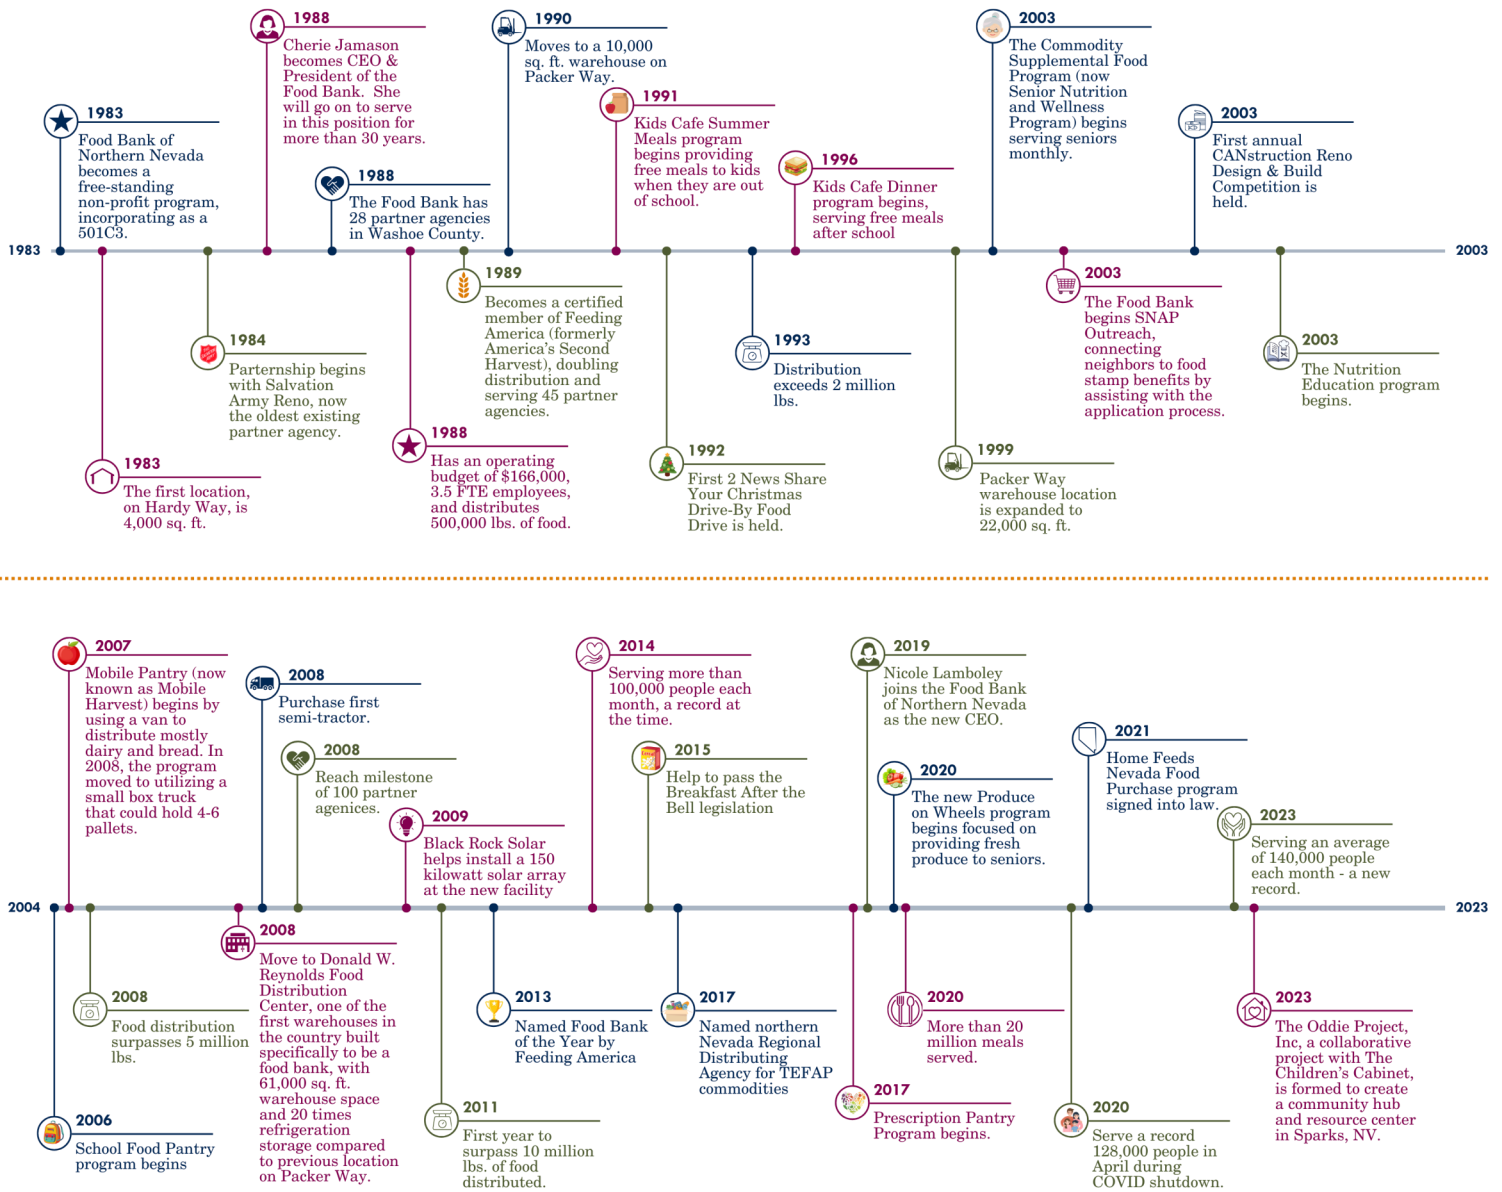 1983
Food Bank of
Northern Nevada
becomes a
free-standing
non-profit program,
incorporating as a
501C3.
1983
The first location,
on Hardy Way, is
4,000 sq. ft.
1984
Parternship begins
with Salvation
Army Reno, now
the oldest existing
partner agency.
1988
Cherie Jamason
becomes CEO &
President of the
Food Bank. She
will go on to serve
in this position for
more than 30 years.
1988
The Food Bank has
28 partner agencies
in Washoe County.
1988
Has an operating
budget of $166,000,
3.5 FTE employees,
and distributes
500,000 lbs. of food.
1989
Becomes a certified
member of Feeding
America (formerly
America's Second
Harvest), doubling
distribution and
serving 45 partner
agencies.
1990
Moves to a 10,000
sq. ft. warehouse on
Packer Way.
1991
Kids Cafe Summer
Meals program
begins providing
free meals to kids
when they are out
of school.
1992
First 2 News Share
Your Christmas
Drive-By Food
Drive is held.
1993
Distribution
exceeds 2 million
lbs.
1996
Kids Cafe Dinner
program begins,
serving free meals
after school
1999
Packer Way
warehouse location
is expanded to
22,000 sq. ft.
2003
The Commodity
Supplemental Food
Program (now
Senior Nutrition
and Wellness
Program) begins
serving seniors
monthly.
2003
The Food Bank
begins SNAP
Outreach,
connecting
neighbors to food
stamp benefits by
assisting with the
application process.
2003
First annual
CANstruction Reno
Design & Build
Competition is
held.
2003
The Nutrition
Education program
begins.
1983
2003
2004
2023
2006
School Food Pantry
program begins
2007
Mobile Pantry (now
known as Mobile
Harvest) begins by
using a van to
distribute mostly
dairy and bread. In
2008, the program
moved to utilizing a
small box truck
that could hold 4-6
pallets.
2008
Food distribution
surpasses 5 million
lbs.
2008
Move to Donald W.
Reynolds Food
Distribution
Center, one of the
first warehouses in
the country built
specifically to be a
food bank, with
61,000 sq. ft.
warehouse space
and 20 times
refrigeration
storage compared
to previous location
on Packer Way.
2008
Purchase first
semi-tractor.
2008
Reach milestone
of 100 partner
agenices.
2009
Black Rock Solar
helps install a 150
kilowatt solar array
at the new facility
2011
First year to
surpass 10 million
lbs. of food
distributed.
2013
Named Food Bank
of the Year by
Feeding America
2014
Serving more than
100,000 people each
month, a record at
the time.
2015
Help to pass the
Breakfast After the
Bell legislation
2017
Named northern
Nevada Regional
Distributing
Agency for TEFAP
commodities
2017
Prescription Pantry
Program begins.
2019
Nicole Lamboley
joins the Food Bank
of Northern Nevada
as the new CEO.
2020
The new Produce
on Wheels program
begins focused on
providing fresh
produce to seniors.
2020
More than 20
million meals
served.
2020
Serve a record
128,000 people in
April during
COVID shutdown.
2021
Home Feeds
Nevada Food
Purchase program
signed into law.
2023
Serving an average
of 140,000 people
each month - a new
record.
2023
The Oddie Project,
Inc, a collaborative
project with The
Children's Cabinet,
is formed to create
a community hub
and resource center
in Sparks, NV.